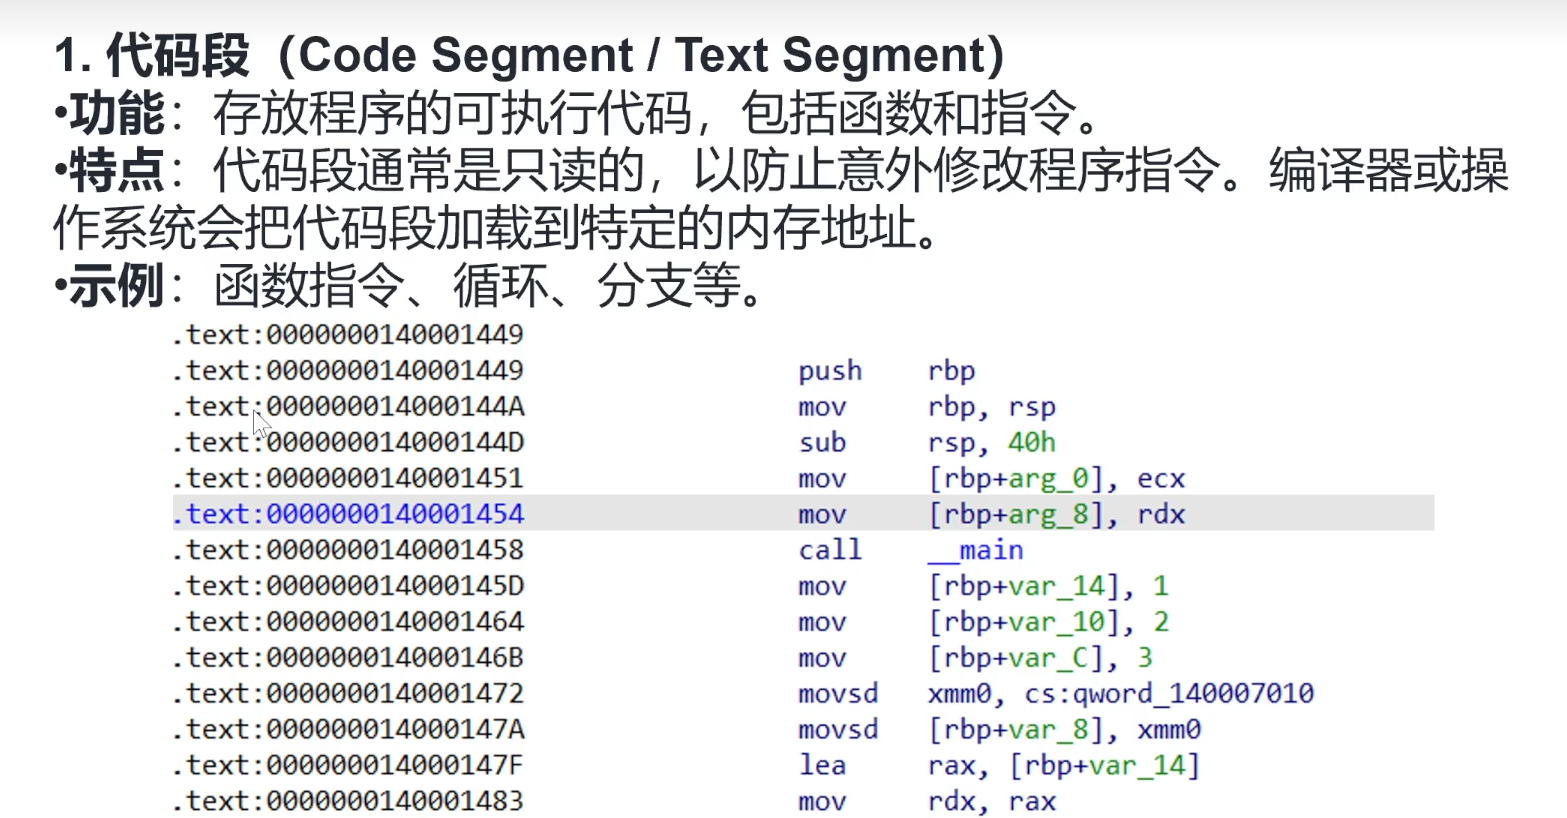 1. 代码段（Code Segment / Text Segment）
•功能：存放程序的可执行代码，包括函数和指令。
•特点：代码段通常是只读的，以防止意外修改程序指令。编译器或操
作系统会把代码段加载到特定的内存地址。
•示例：函数指令、循环、分支等。
.text:0000000140001449
.text:0000000140001449 push rbp
.text:000000014000144A mov rbp, rsp
.text:000000014000144D sub rsp, 40h
.text:0000000140001451 mov [rbp+arg_0], ecx
.text:0000000140001454 mov [rbp+arg_8], rdx
.text:0000000140001458 call __main
.text:000000014000145D mov [rbp+var_14], 1
.text:0000000140001464 mov [rbp+var_10], 2
.text:000000014000146B mov [rbp+var_C], 3
.text:0000000140001472 movsd xmm0, cs:qword_140007010
.text:000000014000147A movsd [rbp+var_8], xmm0
.text:000000014000147F lea rax, [rbp+var_14]
.text:0000000140001483 mov rdx, rax